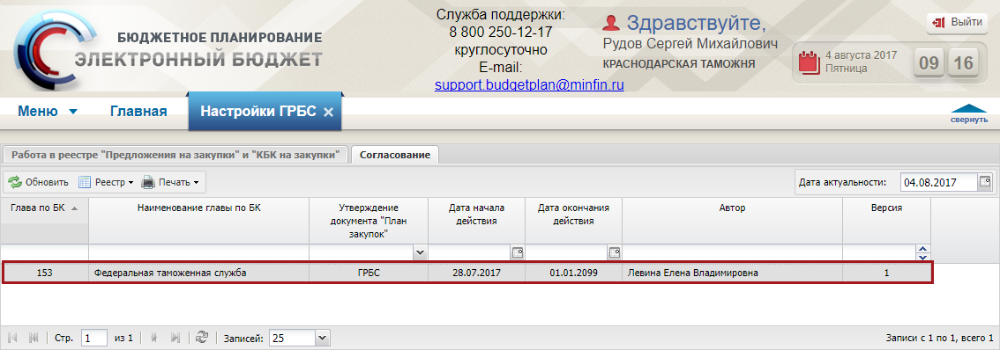 БЮДЖЕТНОЕ ПЛАНИРОВАНИЕ
ЭЛЕКТРОННЫЙ БЮДЖЕТ
Служба поддержки:
8 800 250-12-17
круглосуточно
E-mail:
support.budgetplan@minfin.ru
Здравствуйте,
Рудов Сергей Михайлович
КРАСНОДАРСКАЯ ТАМОЖНЯ
Выйти
4 августа 2017
Пятница
09 16
Меню Главная Настройки ГРБС
свернуть
Работа в реестре "Предложения на закупки" и "КБК на закупки" Согласование
Обновить Реестр Печать Дата актуальности: 04.08.2017
Глава по БК Наименование главы по БК Утверждение документа "План закупок" Дата начала действия Дата окончания действия Автор Версия
153 Федеральная таможенная служба ГРБС 28.07.2017 01.01.2099 Левина Елена Владимировна 1
Стр. 1 из 1 Записей: 25 Записи с 1 по 1, всего 1